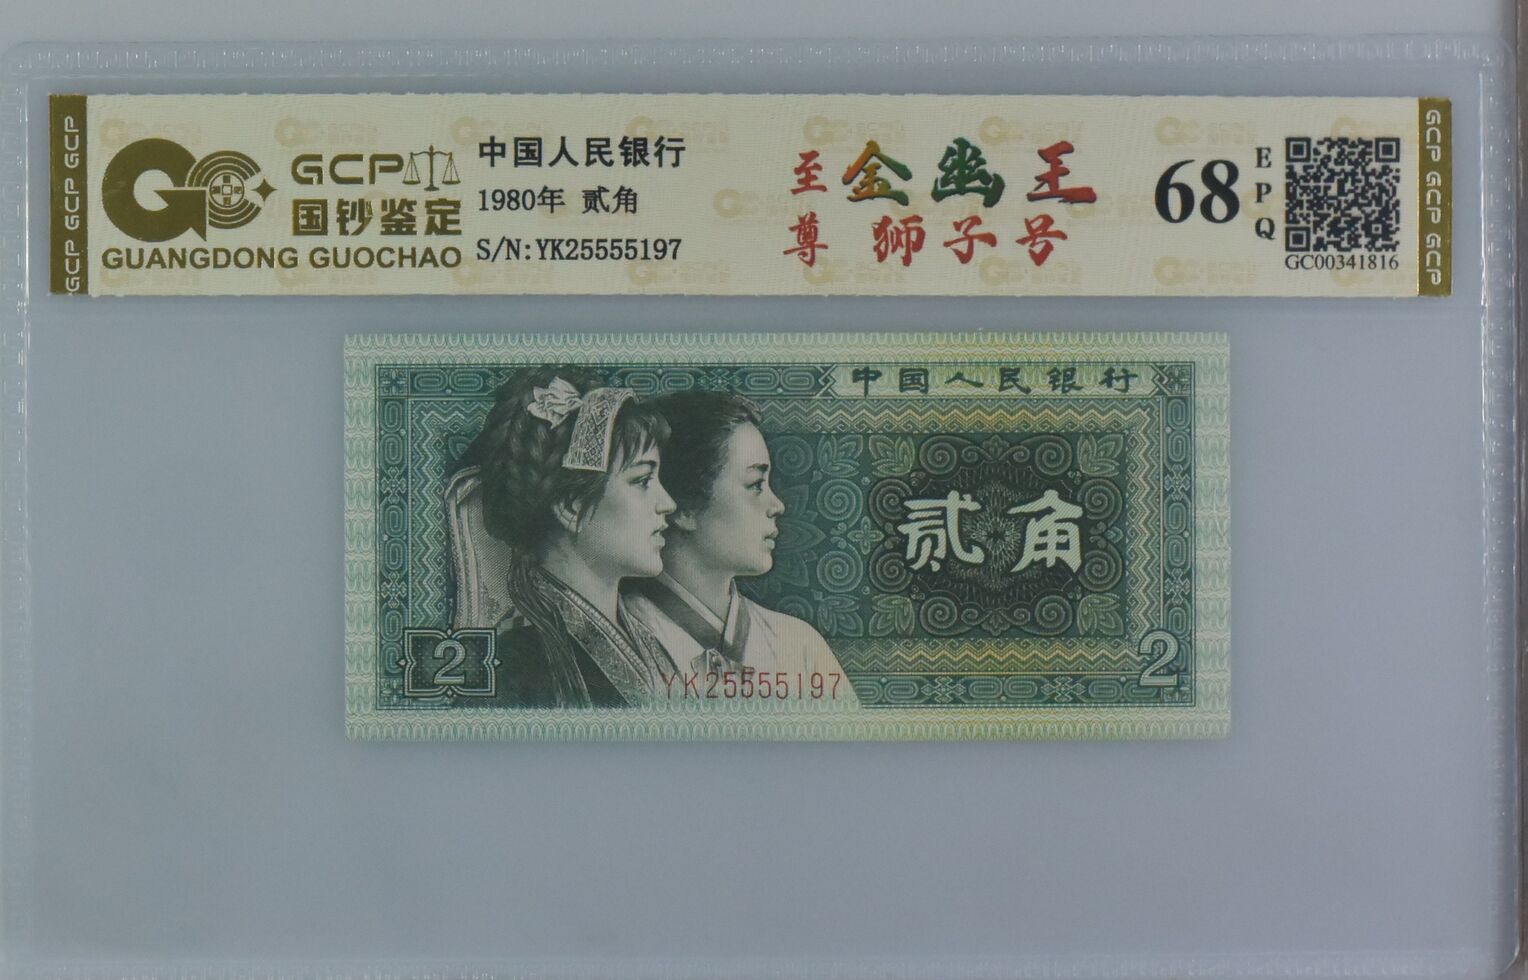 GCP GCP GCP
GCP
国钞鉴定
GUANGDONG GUOCHAO
中国人民银行
1980年 贰角
S/N:YK25555197
至尊
金幽王
狮子号
68
EPQ
GC00341816
GCP GCP GCP
中国人民银行
贰角
2
2
YK25555197